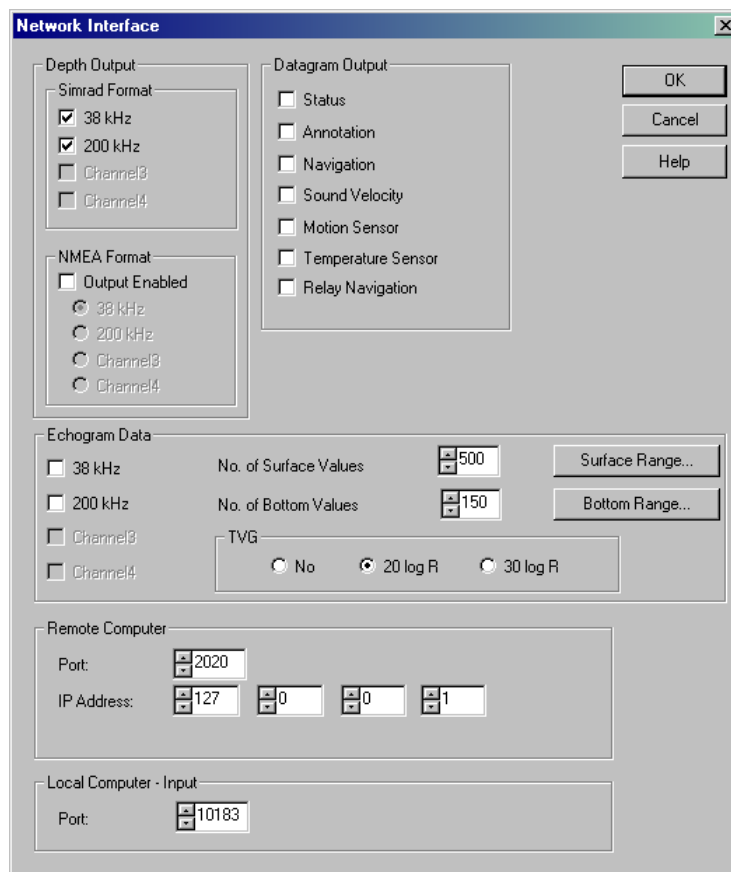 Network Interface
Depth Output
Simrad Format
38 kHz
200 kHz
Channel3
Channel4
NMEA Format
Output Enabled
38 kHz
200 kHz
Channel3
Channel4
Datagram Output
Status
Annotation
Navigation
Sound Velocity
Motion Sensor
Temperature Sensor
Relay Navigation
OK
Cancel
Help
Echogram Data
38 kHz
200 kHz
Channel3
Channel4
No. of Surface Values 500
No. of Bottom Values 150
Surface Range...
Bottom Range...
TVG
No 20 log R 30 log R
Remote Computer
Port: 2020
IP Address: 127 0 0 1
Local Computer - Input
Port: 10183